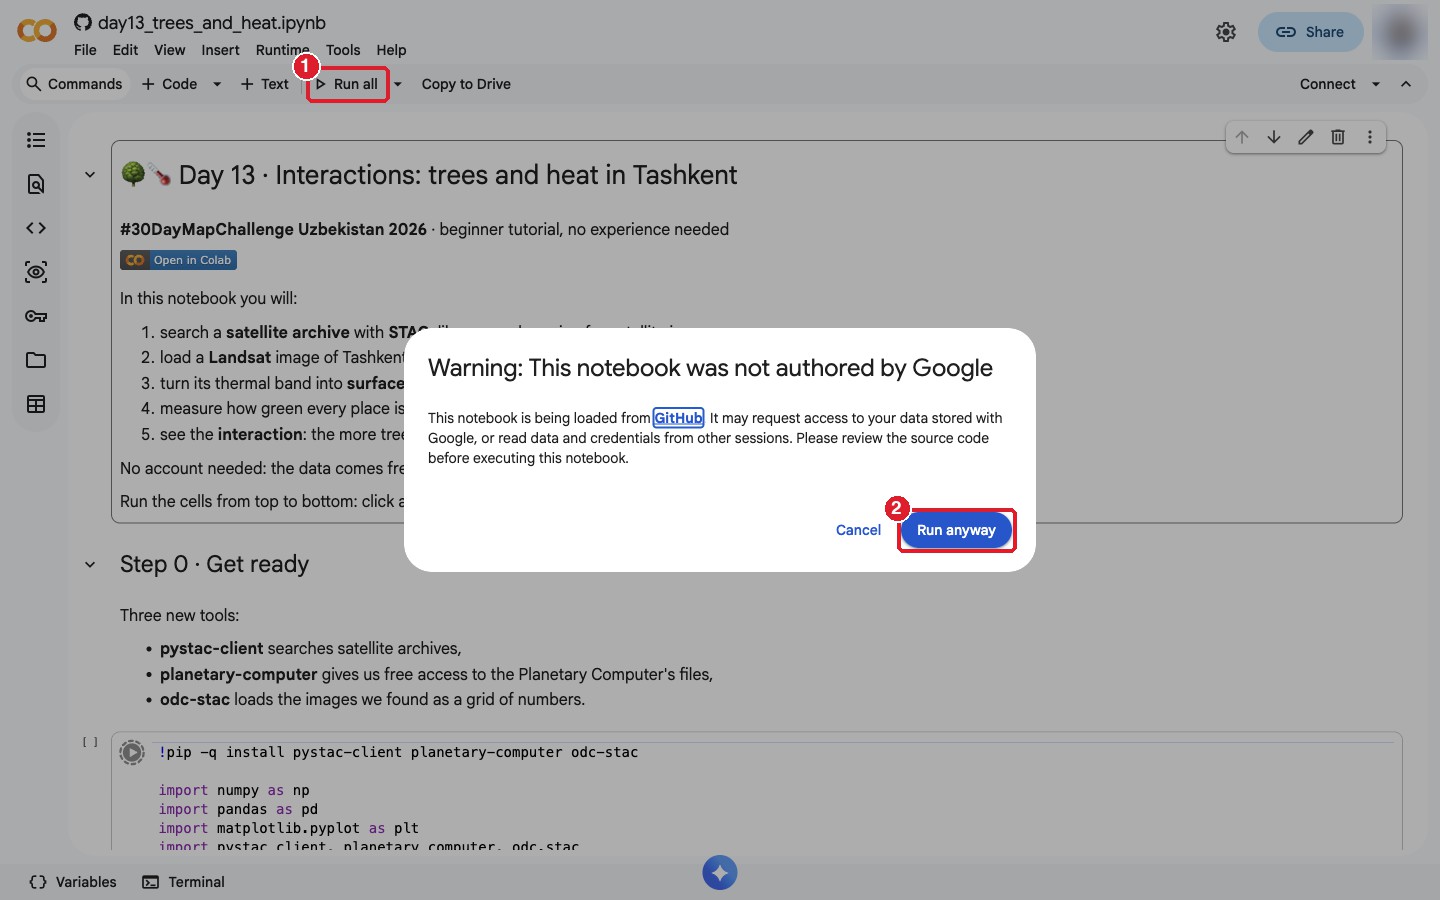 day13_trees_and_heat.ipynb
File Edit View Insert Runtime Tools Help
Share
1
Commands + Code + Text Run all Copy to Drive
Connect
Day 13 · Interactions: trees and heat in Tashkent
#30DayMapChallenge Uzbekistan 2026 · beginner tutorial, no experience needed
Open in Colab
In this notebook you will:
1. search a satellite archive with STAC
2. load a Landsat image of Tashkent
3. turn its thermal band into surface
4. measure how green every place is
5. see the interaction: the more tree
No account needed: the data comes fre
Run the cells from top to bottom: click a
Warning: This notebook was not authored by Google
This notebook is being loaded from GitHub. It may request access to your data stored with
Google, or read data and credentials from other sessions. Please review the source code
before executing this notebook.
2
Cancel Run anyway
Step 0 · Get ready
Three new tools:
• pystac-client searches satellite archives,
• planetary-computer gives us free access to the Planetary Computer's files,
• odc-stac loads the images we found as a grid of numbers.
[ ]
!pip -q install pystac-client planetary-computer odc-stac
import numpy as np
import pandas as pd
import matplotlib.pyplot as plt
import pystac_client, planetary_computer, odc.stac
Variables Terminal